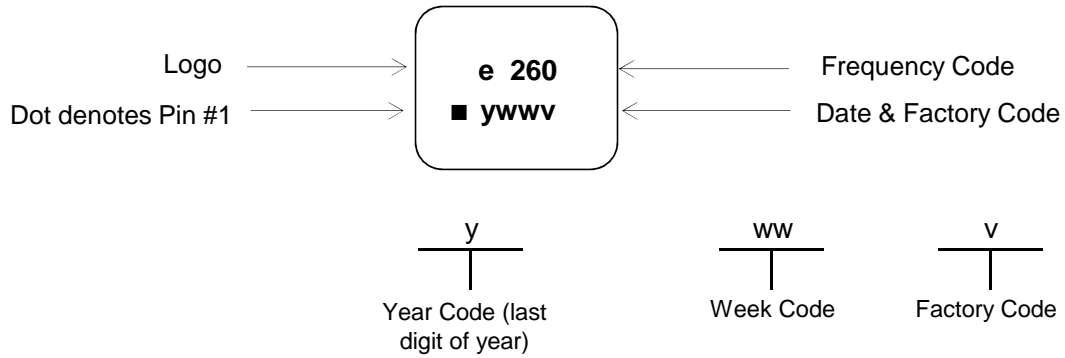 Logo
e 260
Frequency Code
Dot denotes Pin #1
■ ywwv
Date & Factory Code
y
ww
v
Year Code (last
digit of year)
Week Code
Factory Code